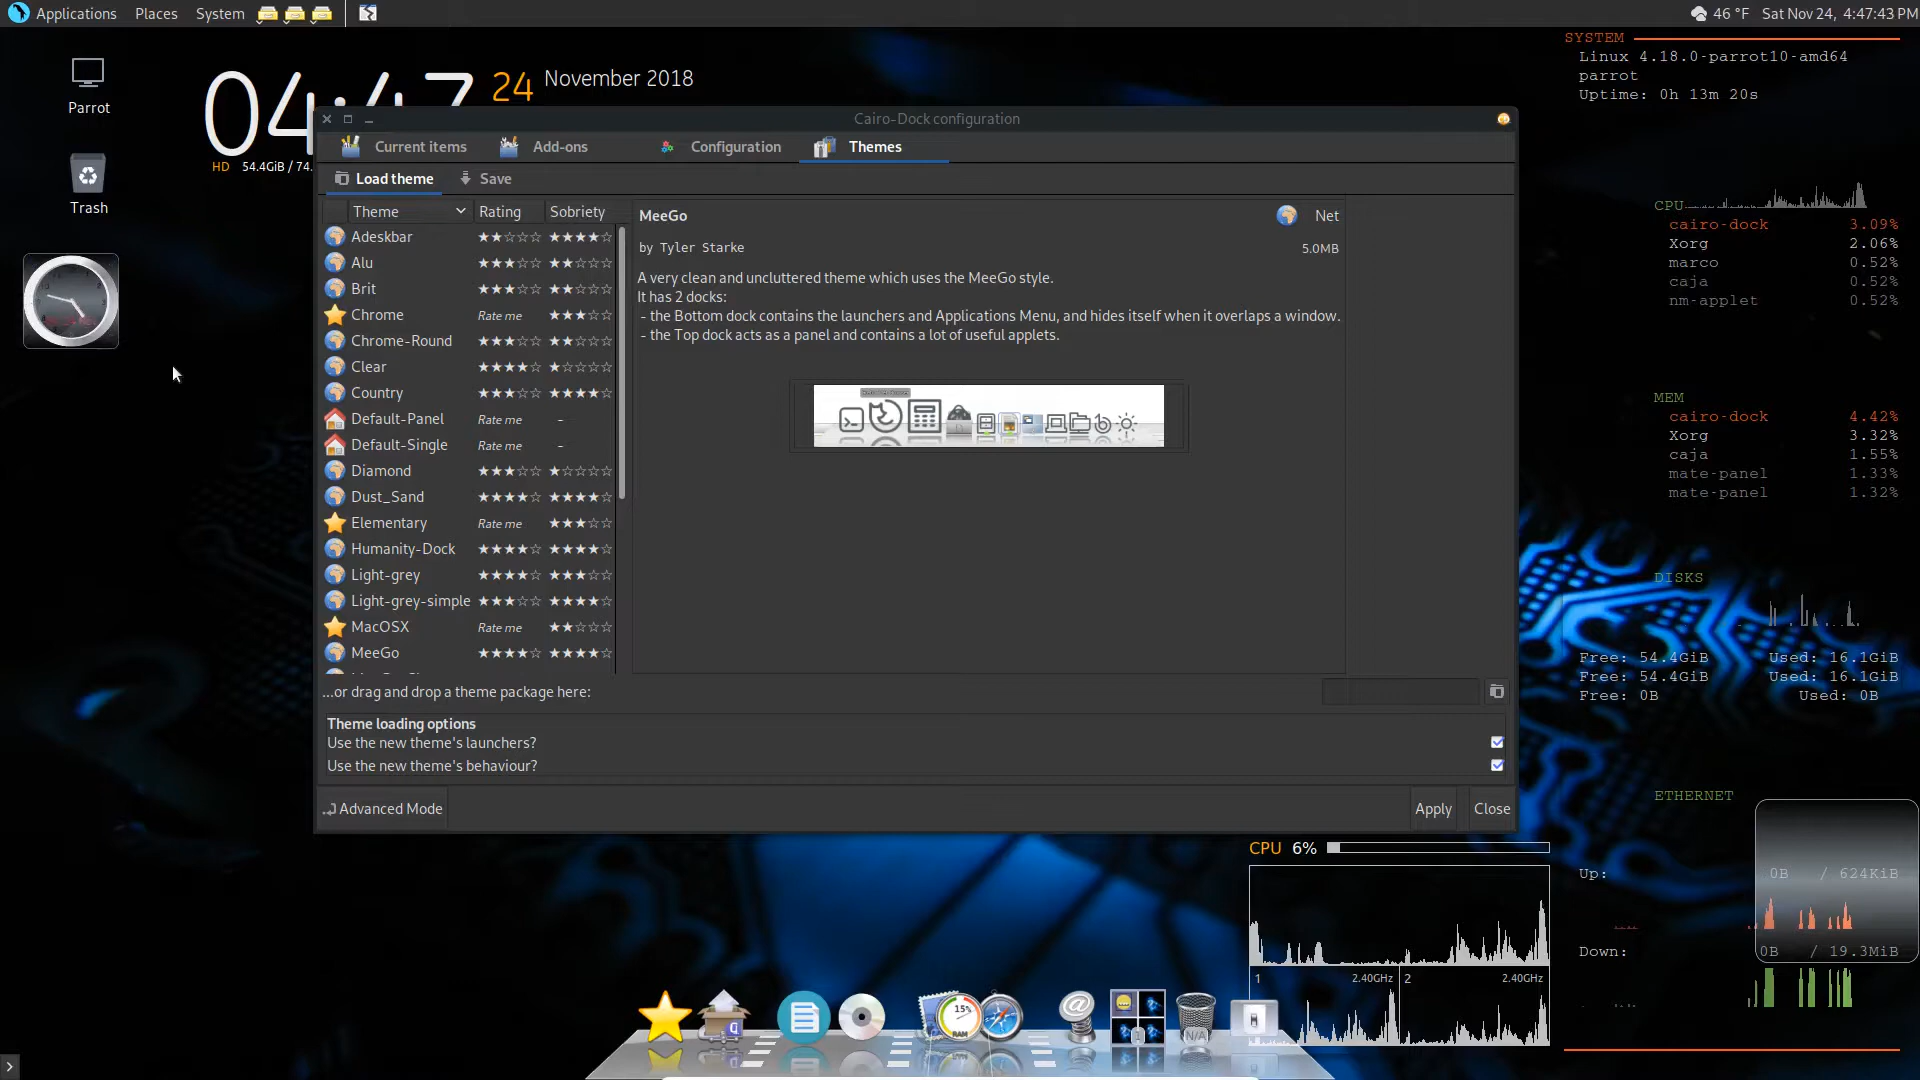 Applications Places System
46 °F Sat Nov 24, 4:47:43 PM
Parrot
Trash
04:47 24 November 2018
HD 54.4GiB / 74.
Cairo-Dock configuration
Current items Add-ons Configuration Themes
Load theme Save
Theme Rating Sobriety
Adeskbar ★★☆☆☆ ★★★★☆
Alu ★★★☆☆ ★★☆☆☆
Brit ★★★☆☆ ★★☆☆☆
Chrome Rate me ★★★☆☆
Chrome-Round ★★★☆☆ ★★☆☆☆
Clear ★★★★☆ ★☆☆☆☆
Country ★★★☆☆ ★★★★☆
Default-Panel Rate me -
Default-Single Rate me -
Diamond ★★★☆☆ ★☆☆☆☆
Dust_Sand ★★★★☆ ★★★★☆
Elementary Rate me ★★★☆☆
Humanity-Dock ★★★★☆ ★★★★☆
Light-grey ★★★★☆ ★★★☆☆
Light-grey-simple ★★★☆☆ ★★★★☆
MacOSX Rate me ★★☆☆☆
MeeGo ★★★★☆ ★★★★☆
MeeGo Net
by Tyler Starke 5.0MB
A very clean and uncluttered theme which uses the MeeGo style.
It has 2 docks:
- the Bottom dock contains the launchers and Applications Menu, and hides itself when it overlaps a window.
- the Top dock acts as a panel and contains a lot of useful applets.
...or drag and drop a theme package here:
Theme loading options
Use the new theme's launchers?
Use the new theme's behaviour?
Advanced Mode Apply Close
SYSTEM
Linux 4.18.0-parrot10-amd64
parrot
Uptime: 0h 13m 20s
CPU
cairo-dock 3.09%
Xorg 2.06%
marco 0.52%
caja 0.52%
nm-applet 0.52%
MEM
cairo-dock 4.42%
Xorg 3.32%
caja 1.55%
mate-panel 1.33%
mate-panel 1.32%
DISKS
Free: 54.4GiB Used: 16.1GiB
Free: 54.4GiB Used: 16.1GiB
Free: 0B Used: 0B
ETHERNET
Up: 0B / 624KiB
Down: 0B / 19.3MiB
CPU 6%
1 2.40GHz 2 2.40GHz
15%
RAM
1
N/A